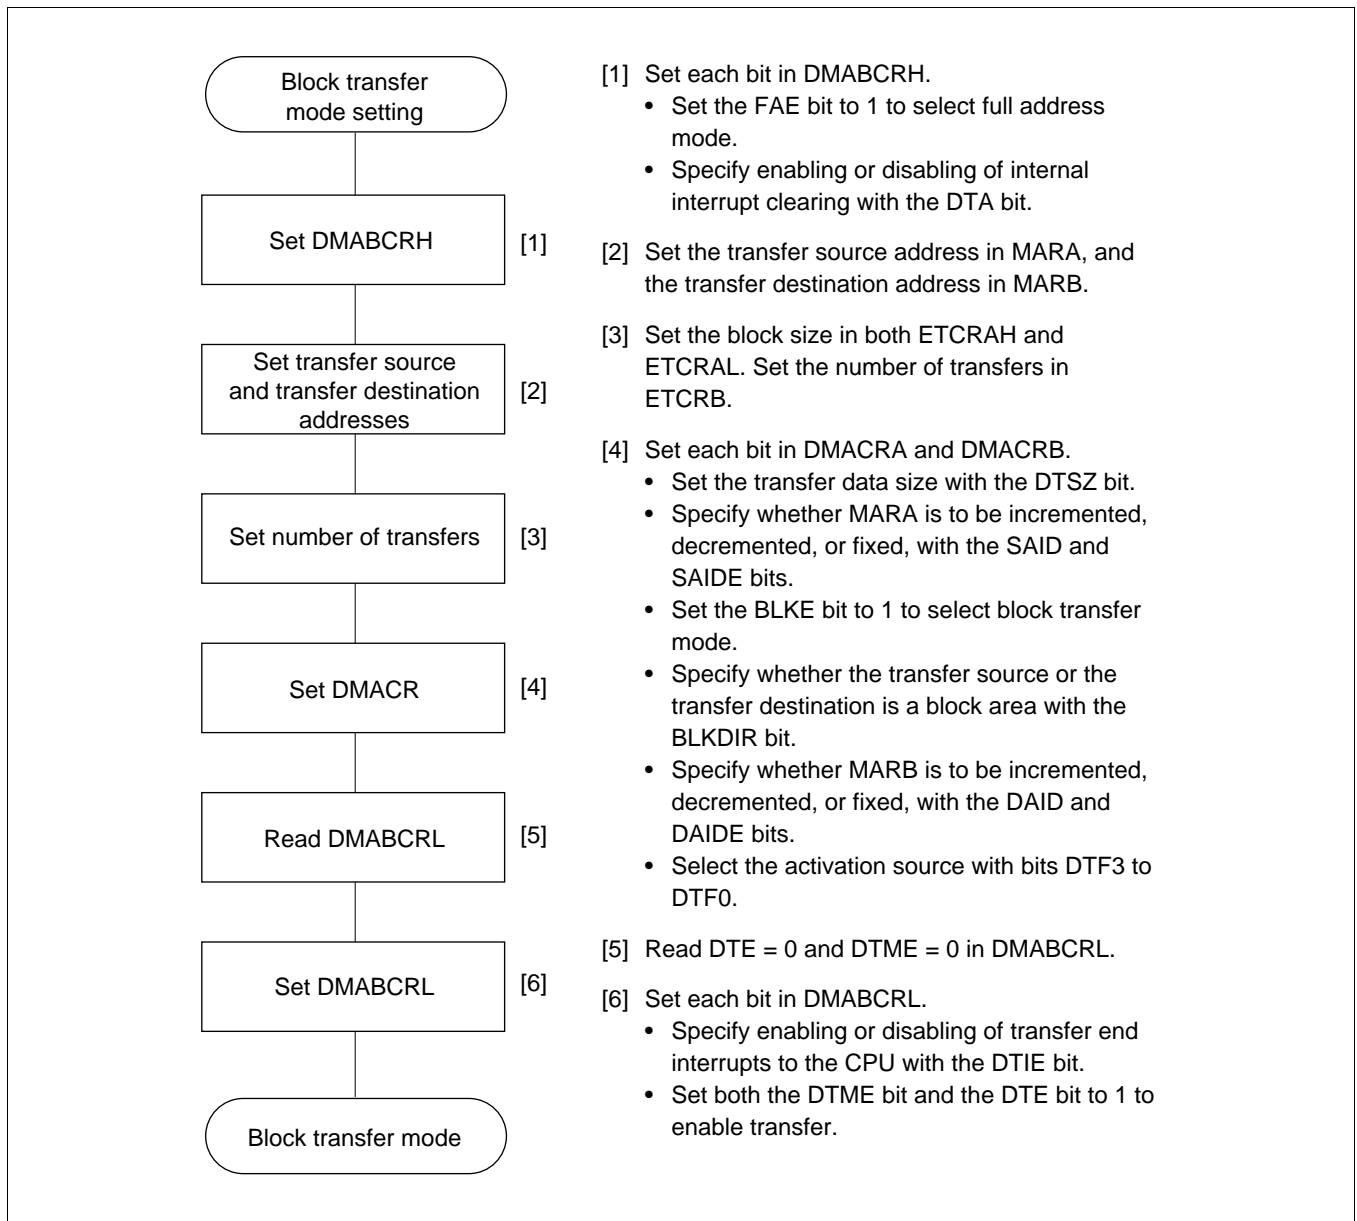 Block transfer
mode setting
Set DMABCRH
[1]
Set transfer source
and transfer destination
addresses
[2]
Set number of transfers
[3]
Set DMACR
[4]
Read DMABCRL
[5]
Set DMABCRL
[6]
Block transfer mode
[1] Set each bit in DMABCRH.
• Set the FAE bit to 1 to select full address
mode.
• Specify enabling or disabling of internal
interrupt clearing with the DTA bit.
[2] Set the transfer source address in MARA, and
the transfer destination address in MARB.
[3] Set the block size in both ETCRAH and
ETCRAL. Set the number of transfers in
ETCRB.
[4] Set each bit in DMACRA and DMACRB.
• Set the transfer data size with the DTSZ bit.
• Specify whether MARA is to be incremented,
decremented, or fixed, with the SAID and
SAIDE bits.
• Set the BLKE bit to 1 to select block transfer
mode.
• Specify whether the transfer source or the
transfer destination is a block area with the
BLKDIR bit.
• Specify whether MARB is to be incremented,
decremented, or fixed, with the DAID and
DAIDE bits.
• Select the activation source with bits DTF3 to
DTF0.
[5] Read DTE = 0 and DTME = 0 in DMABCRL.
[6] Set each bit in DMABCRL.
• Specify enabling or disabling of transfer end
interrupts to the CPU with the DTIE bit.
• Set both the DTME bit and the DTE bit to 1 to
enable transfer.